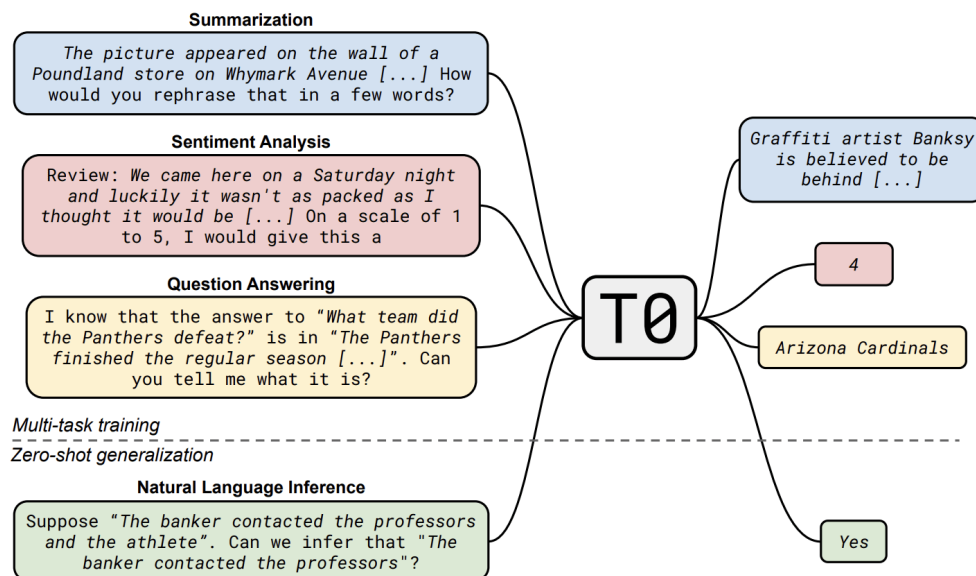 Summarization
The picture appeared on the wall of a
Poundland store on Whymark Avenue [...] How
would you rephrase that in a few words?
Sentiment Analysis
Review: We came here on a Saturday night
and luckily it wasn't as packed as I
thought it would be [...] On a scale of 1
to 5, I would give this a
Question Answering
I know that the answer to “What team did
the Panthers defeat?” is in “The Panthers
finished the regular season [...]”. Can
you tell me what it is?
Multi-task training
Zero-shot generalization
Natural Language Inference
Suppose “The banker contacted the professors
and the athlete”. Can we infer that "The
banker contacted the professors"?
T0
Graffiti artist Banksy
is believed to be
behind [...]
4
Arizona Cardinals
Yes